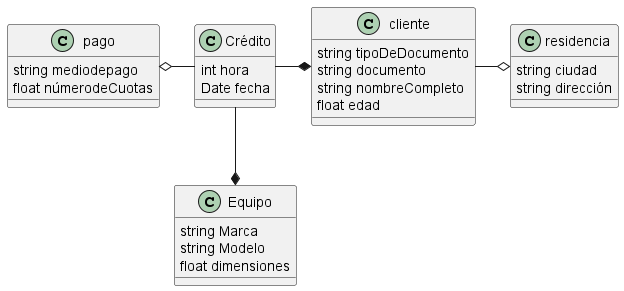 C pago
string mediodepago
float númerodeCuotas
C Crédito
int hora
Date fecha
C cliente
string tipoDeDocumento
string documento
string nombreCompleto
float edad
C residencia
string ciudad
string dirección
C Equipo
string Marca
string Modelo
float dimensiones